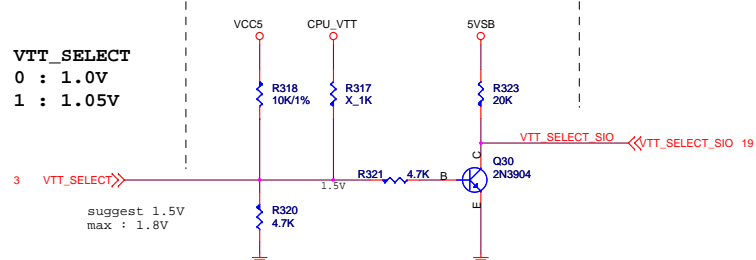 VCC5
CPU_VTT
5VSB
VTT_SELECT
0 : 1.0V
1 : 1.05V
R318
10K/1%
R317
X_1K
R323
20K
VTT_SELECT_SIO
VTT_SELECT_SIO 19
3 VTT_SELECT
1.5V
R321 4.7K
B
C
E
Q30
2N3904
suggest 1.5V
max : 1.8V
R320
4.7K